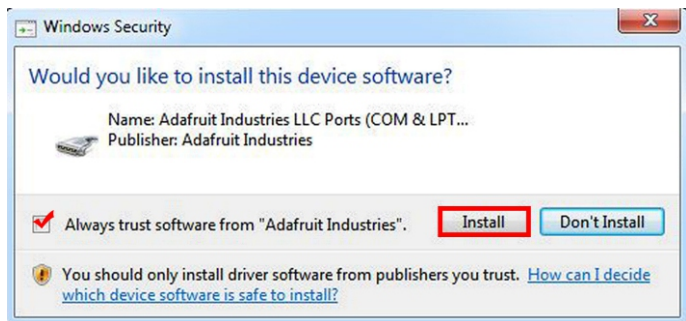 Windows Security
Would you like to install this device software?
Name: Adafruit Industries LLC Ports (COM & LPT...
Publisher: Adafruit Industries
Always trust software from "Adafruit Industries".
Install
Don't Install
You should only install driver software from publishers you trust. How can I decide
which device software is safe to install?